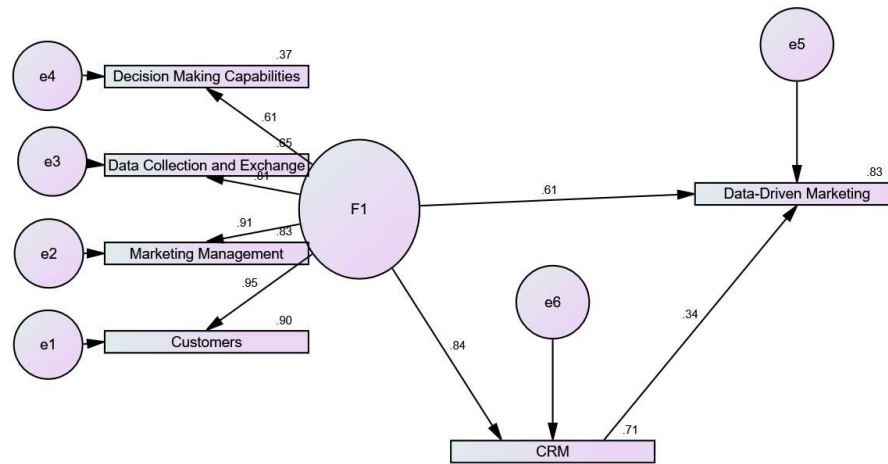 e5
.37
e4
Decision Making Capabilities
.61
.65
e3
Data Collection and Exchange
.81
F1
.83
.61
Data-Driven Marketing
.91
.83
e2
Marketing Management
.95
e6
.90
.34
e1
Customers
.84
.71
CRM